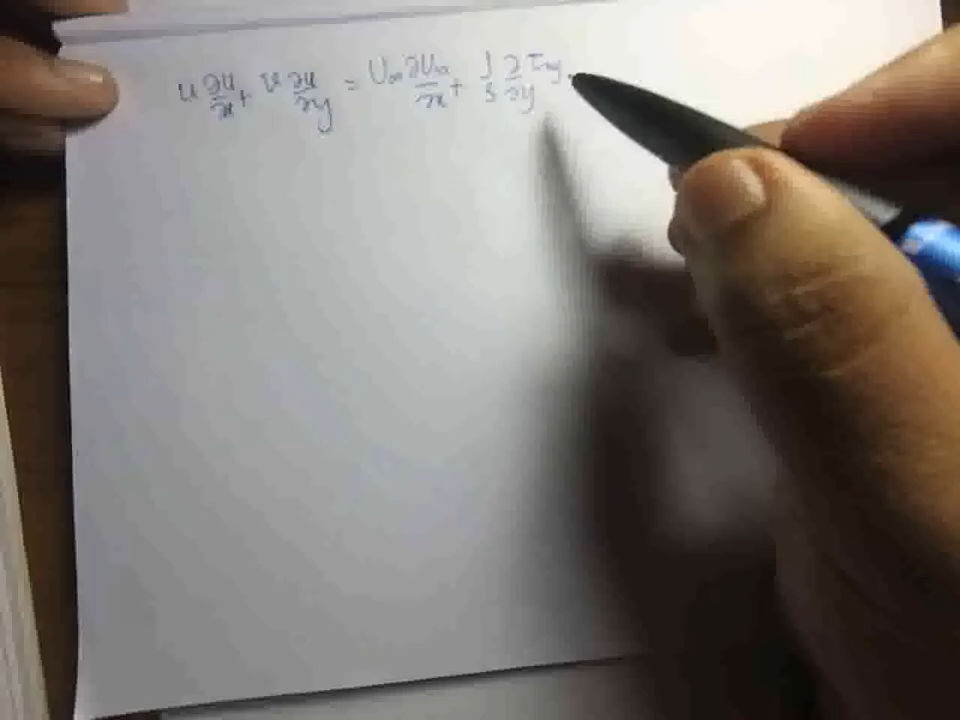 u ∂u/∂x + v ∂u/∂y = U∞ ∂U∞/∂x + 1/ρ ∂/∂y τxy